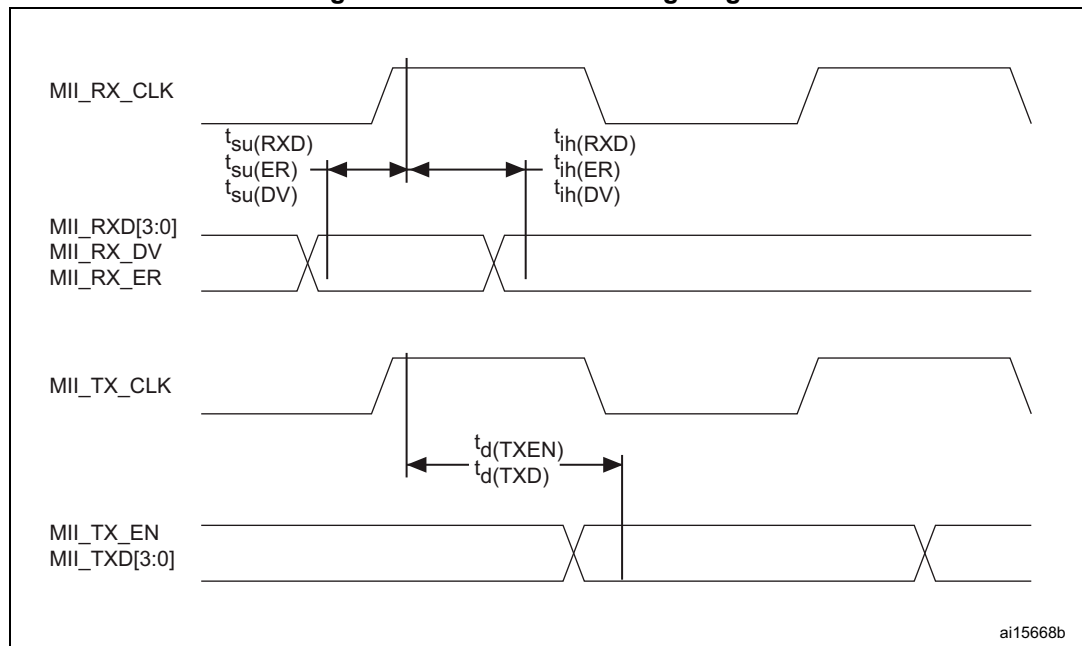 MII_RX_CLK
tsu(RXD)
tsu(ER)
tsu(DV)
tih(RXD)
tih(ER)
tih(DV)
MII_RXD[3:0]
MII_RX_DV
MII_RX_ER
MII_TX_CLK
td(TXEN)
td(TXD)
MII_TX_EN
MII_TXD[3:0]
ai15668b